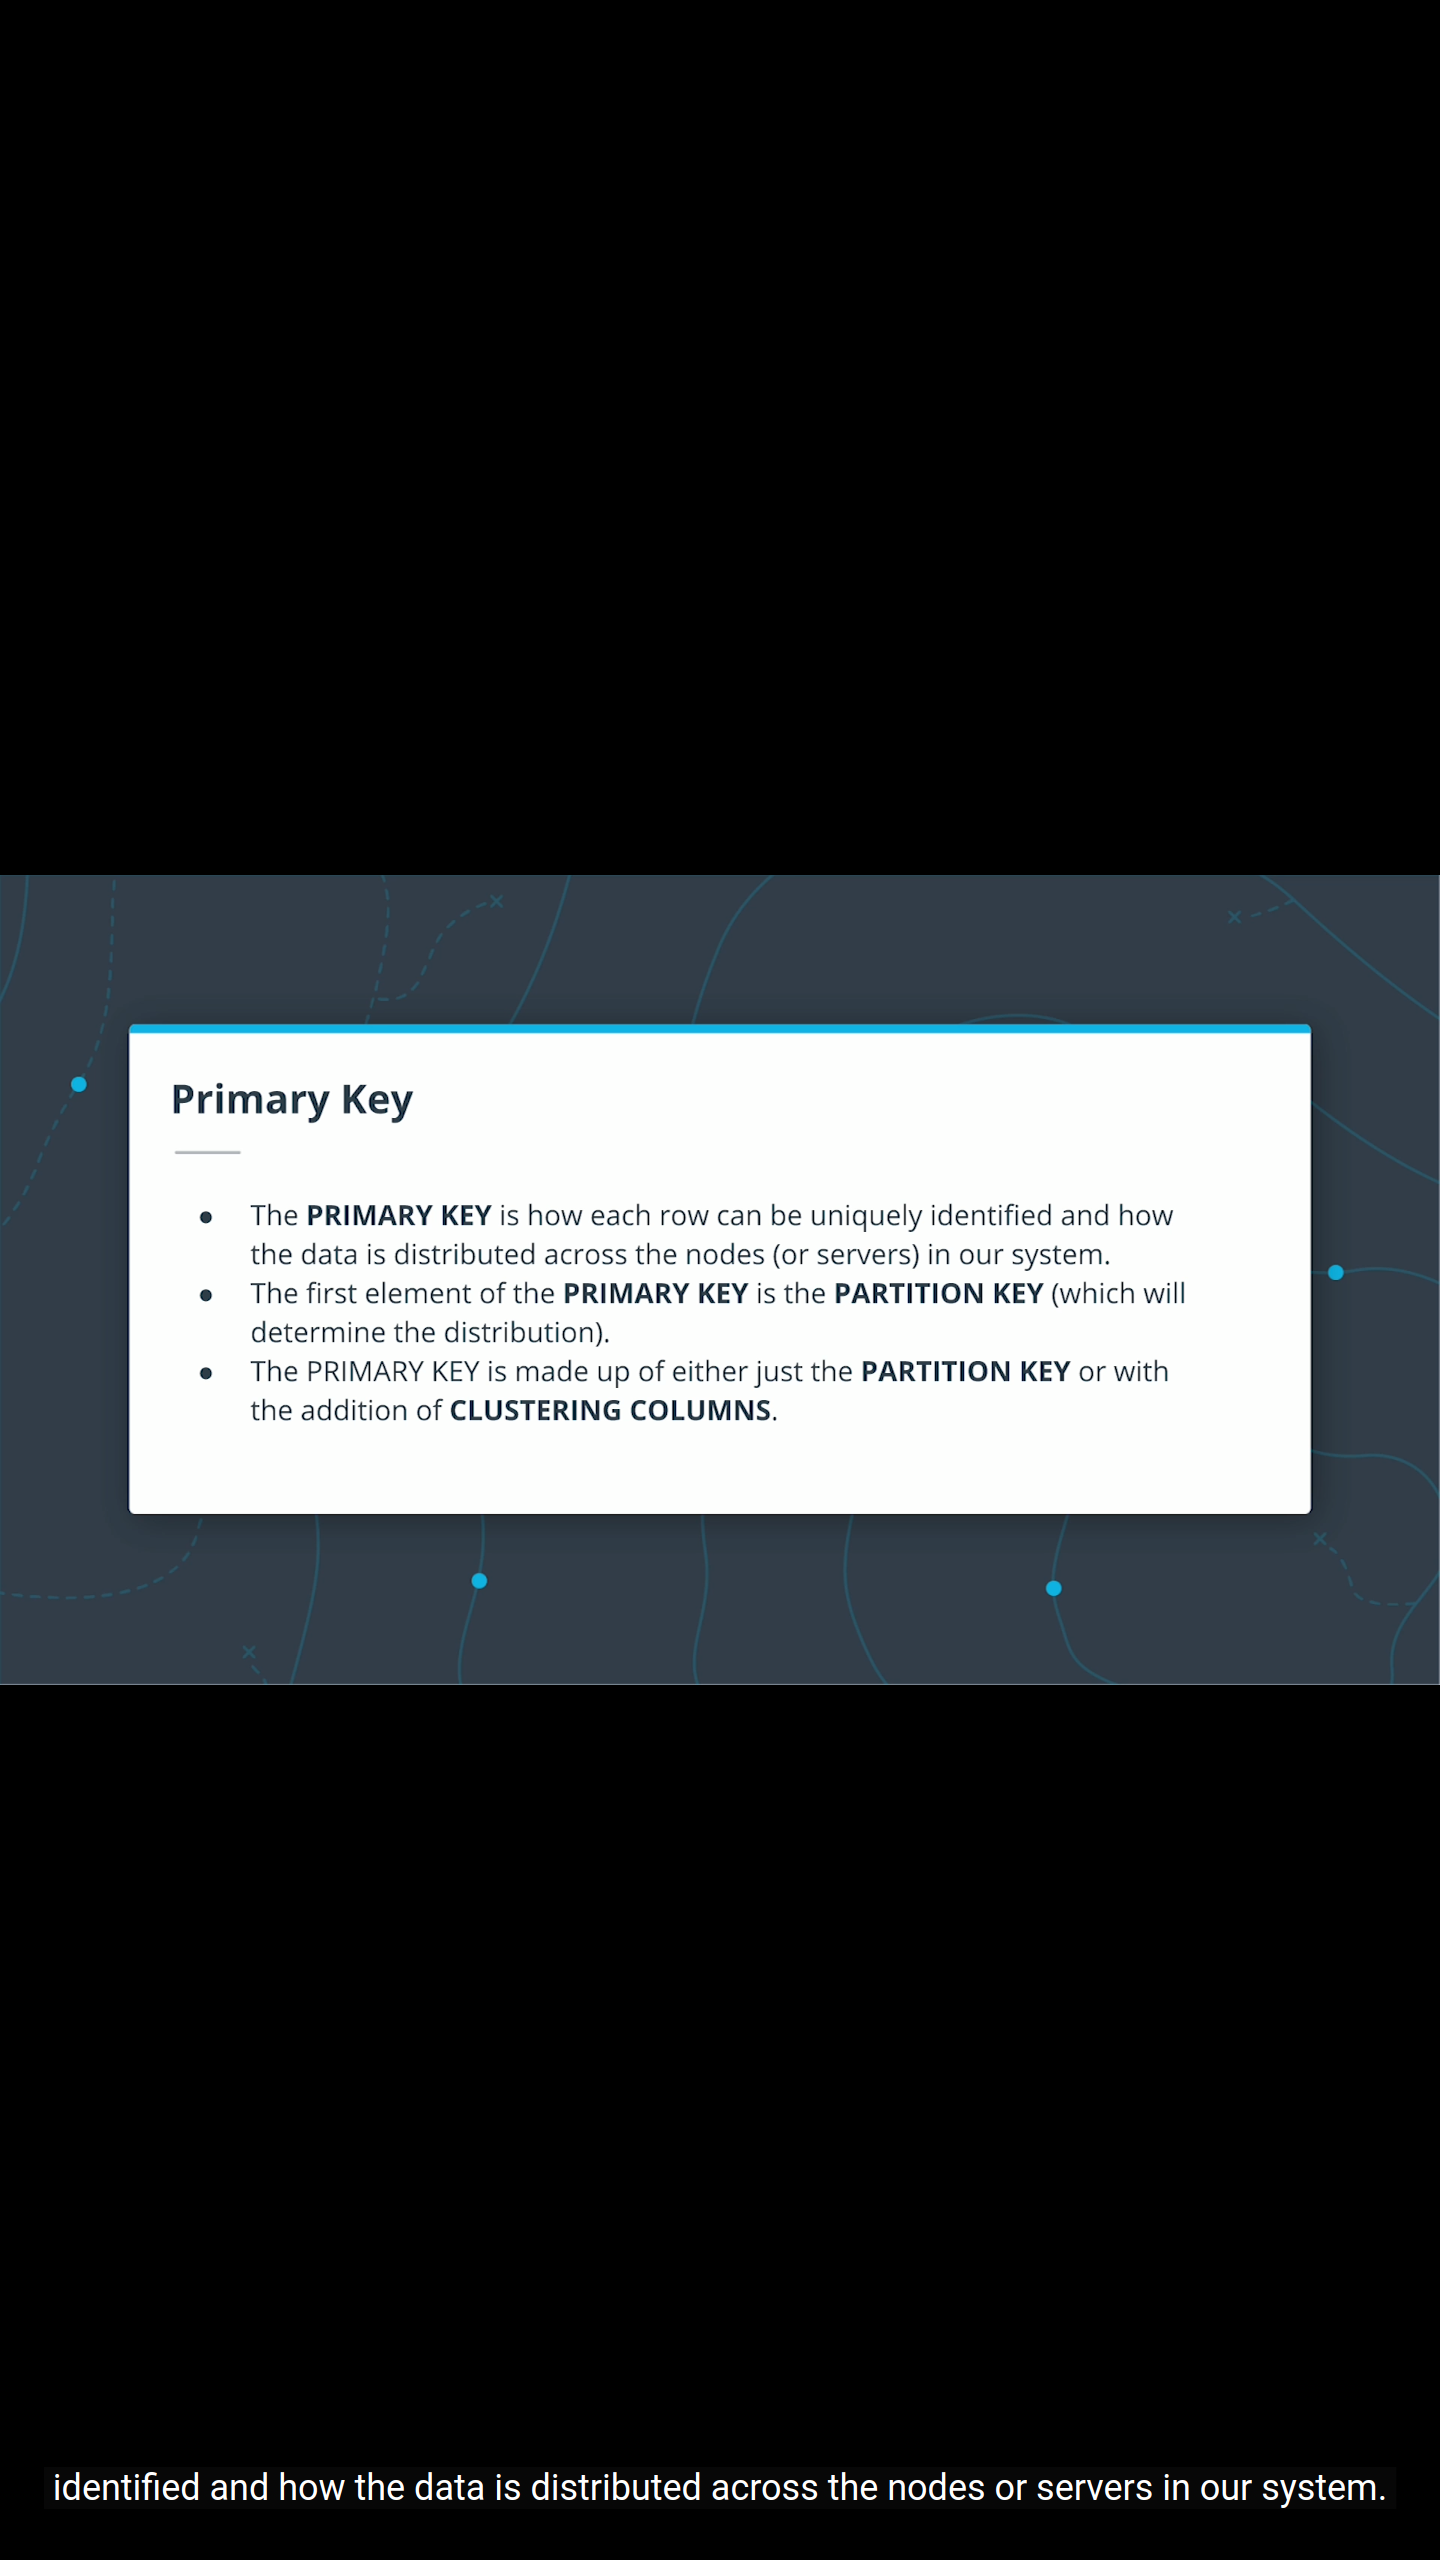 Primary Key
● The PRIMARY KEY is how each row can be uniquely identified and how
the data is distributed across the nodes (or servers) in our system.
● The first element of the PRIMARY KEY is the PARTITION KEY (which will
determine the distribution).
● The PRIMARY KEY is made up of either just the PARTITION KEY or with
the addition of CLUSTERING COLUMNS.
identified and how the data is distributed across the nodes or servers in our system.